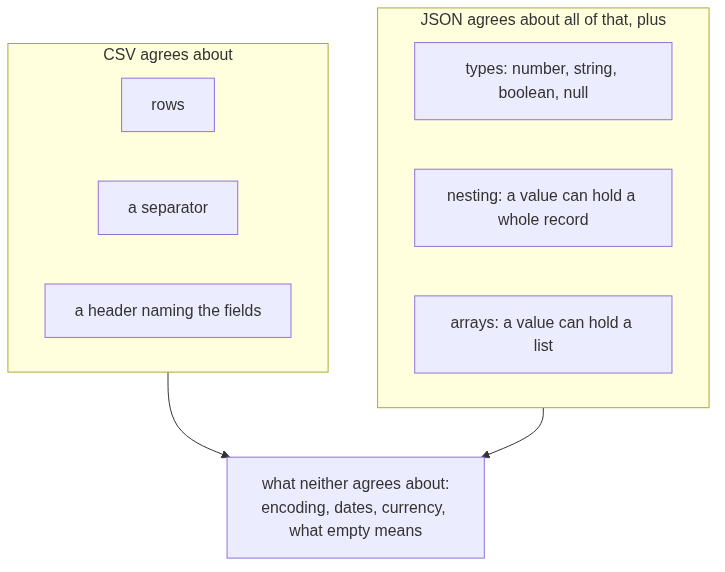 CSV agrees about
rows
a separator
a header naming the fields
JSON agrees about all of that, plus
types: number, string,
boolean, null
nesting: a value can hold a
whole record
arrays: a value can hold a
list
what neither agrees about:
encoding, dates, currency,
what empty means